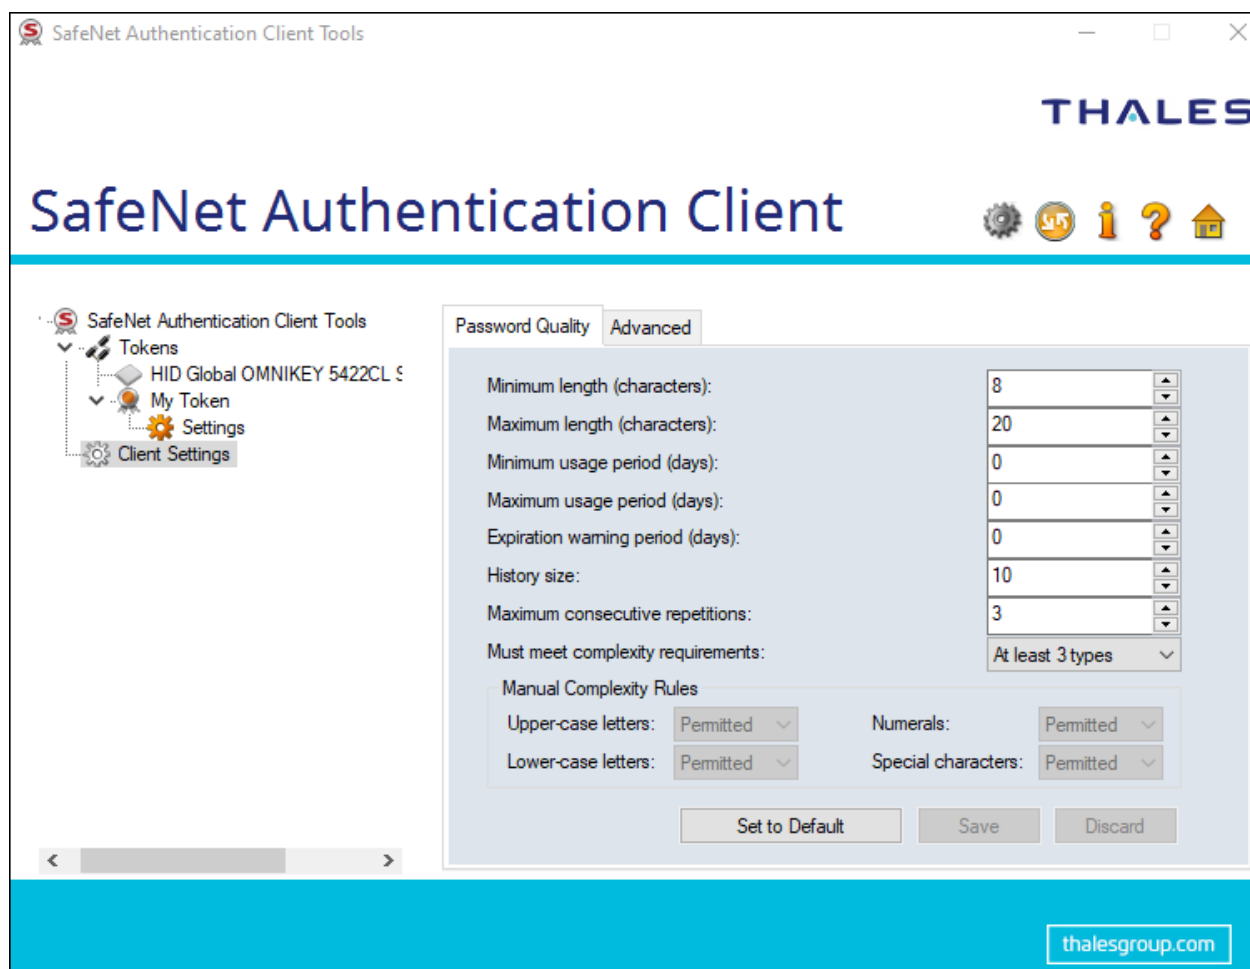 SafeNet Authentication Client Tools
THALES
SafeNet Authentication Client
SafeNet Authentication Client Tools
Tokens
HID Global OMNIKEY 5422CL S
My Token
Settings
Client Settings
Password Quality Advanced
Minimum length (characters): 8
Maximum length (characters): 20
Minimum usage period (days): 0
Maximum usage period (days): 0
Expiration warning period (days): 0
History size: 10
Maximum consecutive repetitions: 3
Must meet complexity requirements: At least 3 types
Manual Complexity Rules
Upper-case letters: Permitted Numerals: Permitted
Lower-case letters: Permitted Special characters: Permitted
Set to Default Save Discard
thalesgroup.com